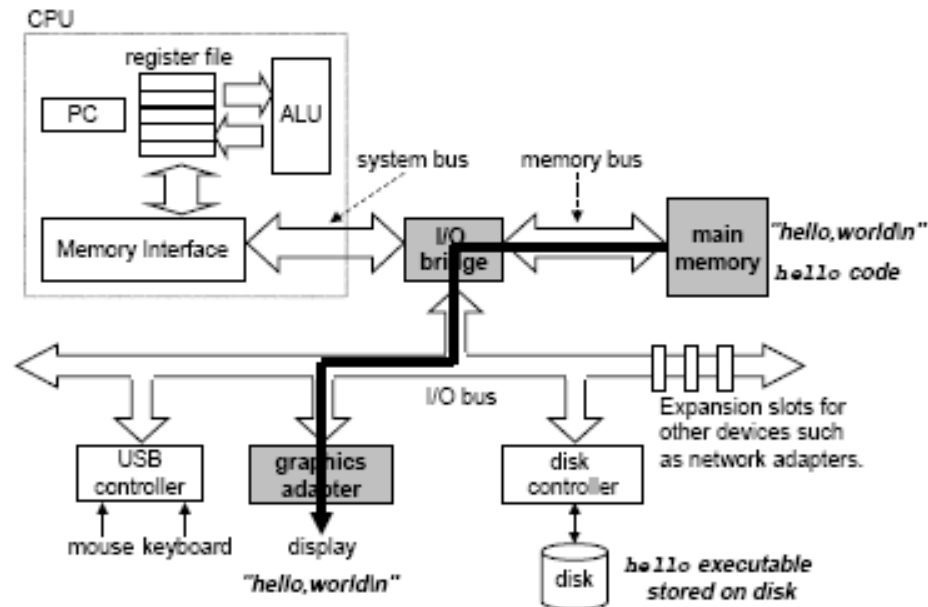 CPU
register file
PC
ALU
system bus
memory bus
Memory Interface
I/O
bridge
main
memory
"hello,world\n"
hello code
I/O bus
Expansion slots for
other devices such
as network adapters.
USB
controller
graphics
adapter
disk
controller
mouse keyboard
display
"hello,world\n"
disk
hello executable
stored on disk